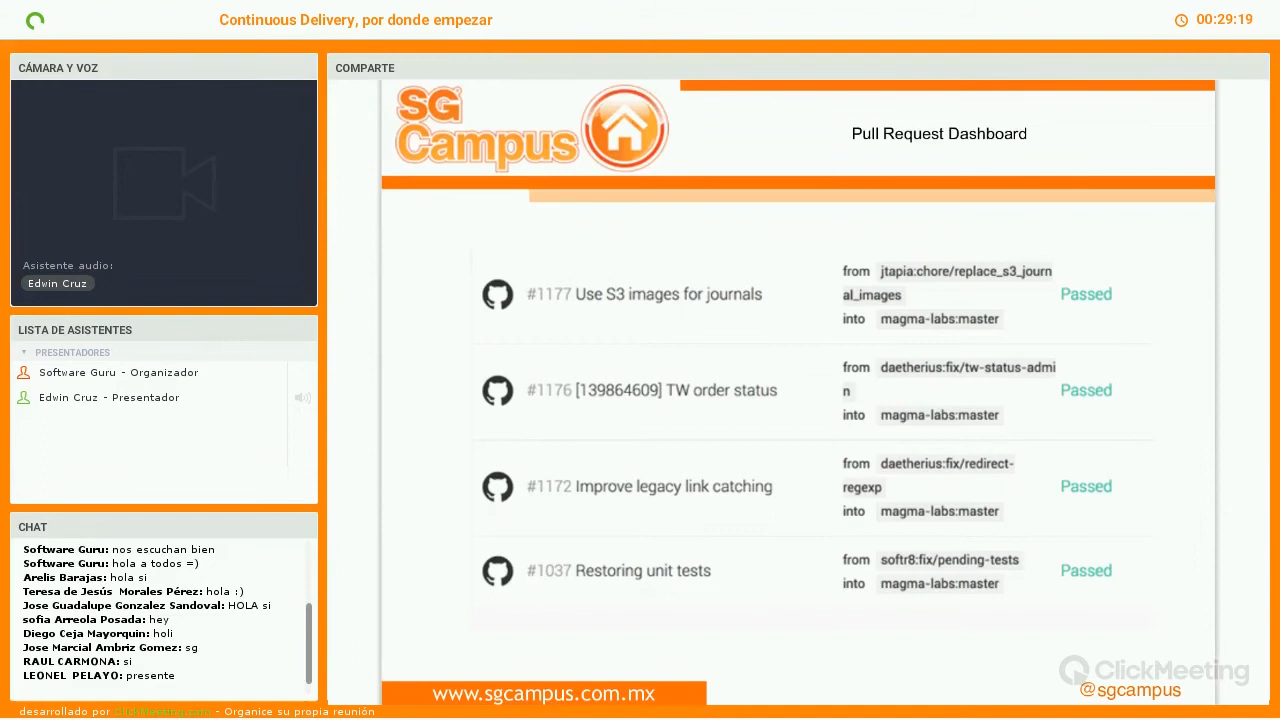 Continuous Delivery, por donde empezar
00:29:19
CÁMARA Y VOZ
Asistente audio:
Edwin Cruz
LISTA DE ASISTENTES
PRESENTADORES
Software Guru - Organizador
Edwin Cruz - Presentador
CHAT
Software Guru: nos escuchan bien
Software Guru: hola a todos =)
Arelis Barajas: hola si
Teresa de Jesús Morales Pérez: hola :)
Jose Guadalupe Gonzalez Sandoval: HOLA si
sofia Arreola Posada: hey
Diego Ceja Mayorquin: holi
Jose Marcial Ambriz Gomez: sg
RAUL CARMONA: si
LEONEL PELAYO: presente
desarrollado por ClickMeeting.com - Organice su propia reunión
COMPARTE
SG
Campus
Pull Request Dashboard
#1177 Use S3 images for journals
from jtapia:chore/replace_s3_journ
al_images
into magma-labs:master
Passed
#1176 [139864609] TW order status
from daetherius:fix/tw-status-admi
n
into magma-labs:master
Passed
#1172 Improve legacy link catching
from daetherius:fix/redirect-
regexp
into magma-labs:master
Passed
#1037 Restoring unit tests
from softr8:fix/pending-tests
into magma-labs:master
Passed
www.sgcampus.com.mx
ClickMeeting
@sgcampus